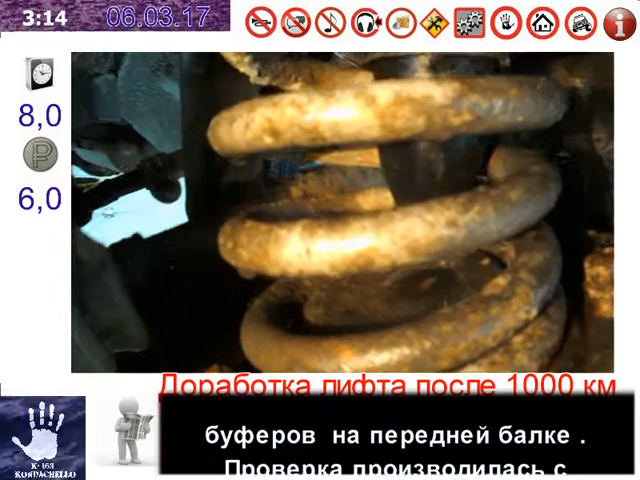 3:14
06.03.17
8,0
6,0
Доработка лифта после 1000 км
буферов на передней балке .
Проверка производилась с
К-16Я
KONDACHELLO